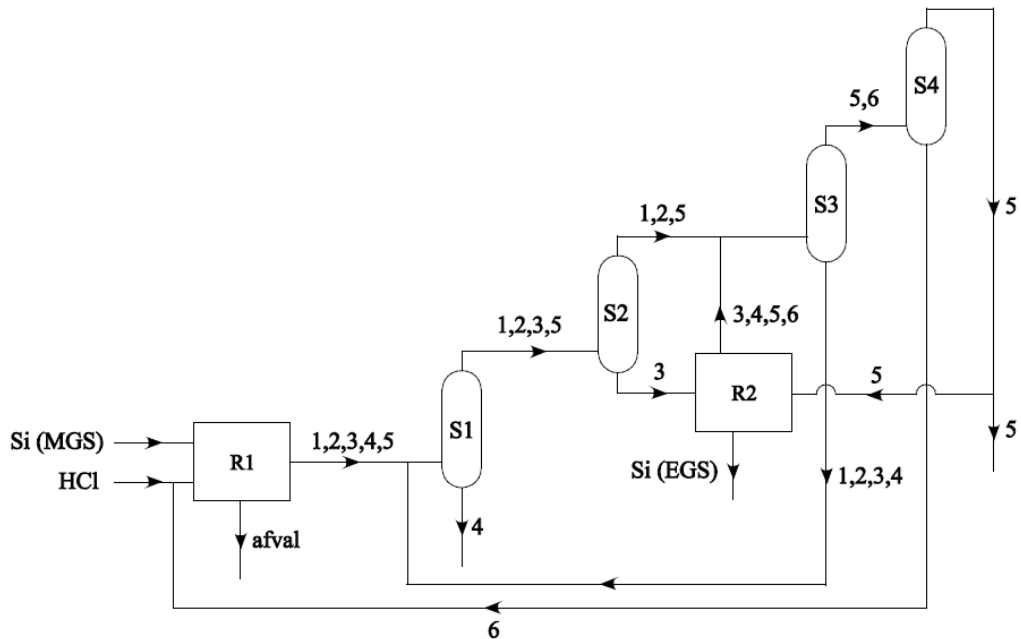 S4
5,6
S3
5
1,2,5
S2
3,4,5,6
1,2,3,5
3
R2
5
S1
5
Si (MGS)
R1
1,2,3,4,5
Si (EGS)
1,2,3,4
HCl
4
afval
6